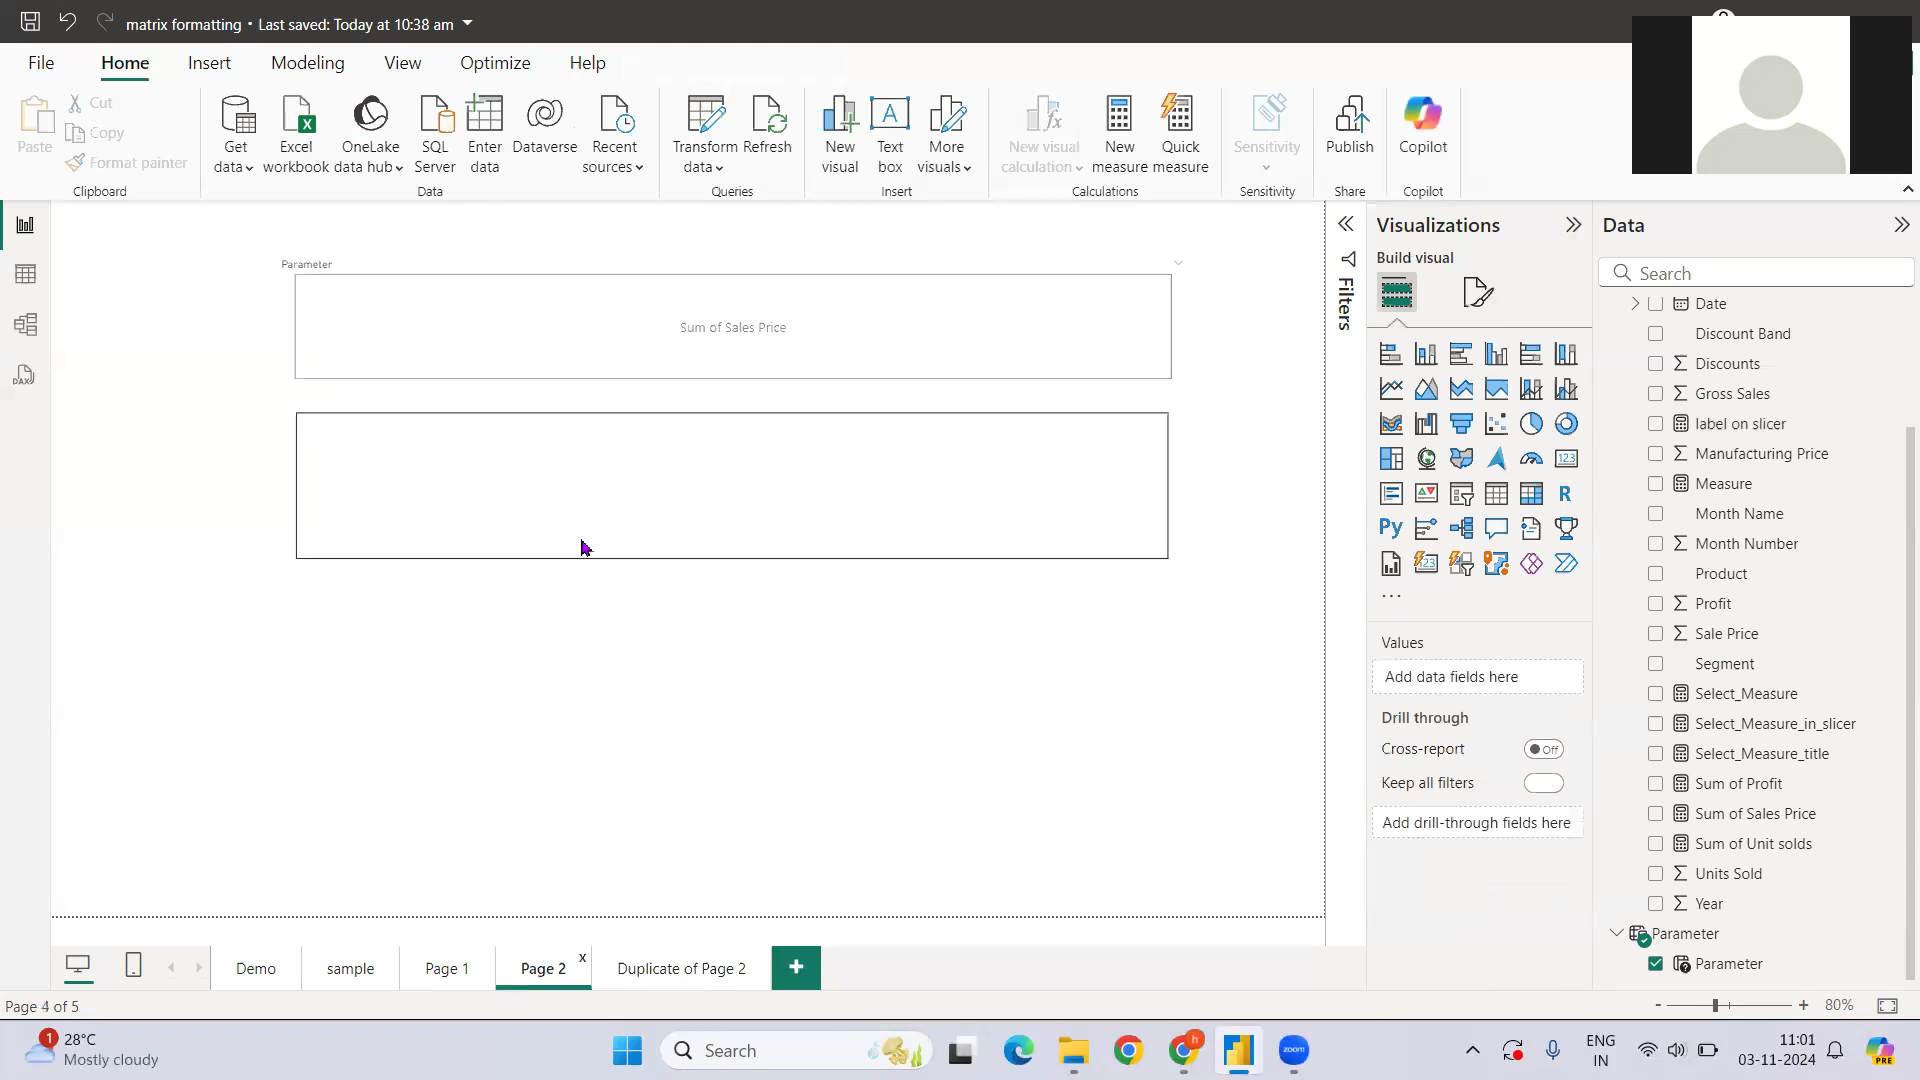 matrix formatting • Last saved: Today at 10:38 am
File Home Insert Modeling View Optimize Help
Paste
Cut
Copy
Format painter
Clipboard
Get data
Excel workbook
OneLake data hub
SQL Server
Enter data
Dataverse
Recent sources
Data
Transform data
Refresh
Queries
New visual
Text box
More visuals
Insert
New visual calculation
New measure
Quick measure
Calculations
Sensitivity
Sensitivity
Publish
Share
Copilot
Copilot
Parameter
Sum of Sales Price
Filters
Visualizations
Build visual
Values
Add data fields here
Drill through
Cross-report
Off
Keep all filters
Add drill-through fields here
Data
Search
Date
Discount Band
Discounts
Gross Sales
label on slicer
Manufacturing Price
Measure
Month Name
Month Number
Product
Profit
Sale Price
Segment
Select_Measure
Select_Measure_in_slicer
Select_Measure_title
Sum of Profit
Sum of Sales Price
Sum of Unit solds
Units Sold
Year
Parameter
Parameter
Demo
sample
Page 1
Page 2
Duplicate of Page 2
Page 4 of 5
80%
1
28°C
Mostly cloudy
Search
zoom
ENG
IN
11:01
03-11-2024
PRE